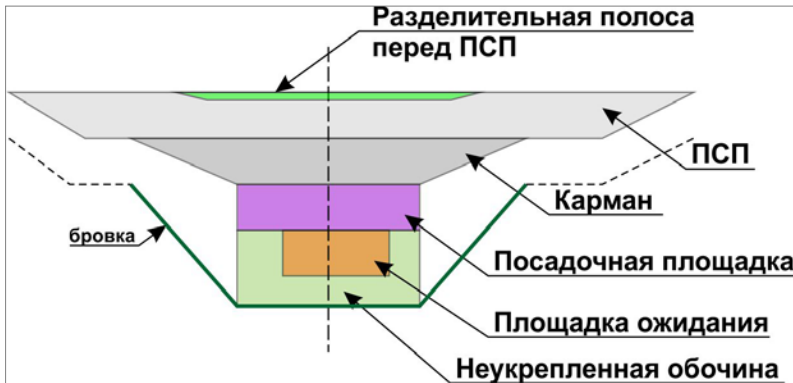 Разделительная полоса
перед ПСП
ПСП
Карман
бровка
Посадочная площадка
Площадка ожидания
Неукрепленная обочина